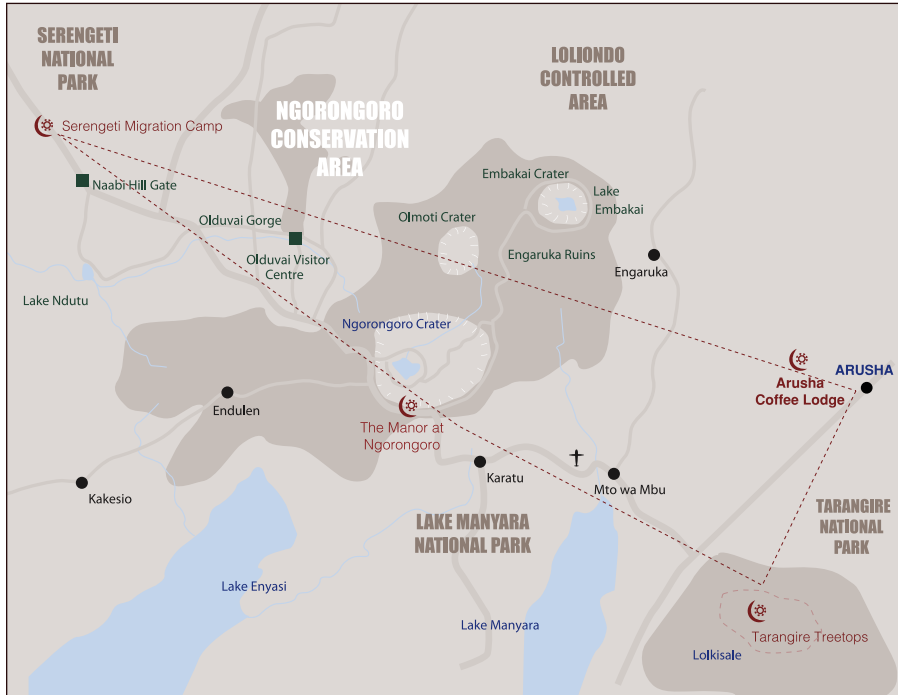 SERENGETI
NATIONAL
PARK
LOLIONDO
CONTROLLED
AREA
NGORONGORO
CONSERVATION
AREA
Serengeti Migration Camp
Naabi Hill Gate
Embakai Crater
Lake
Embakai
Olduvai Gorge
Olmoti Crater
Olduvai Visitor
Centre
Engaruka Ruins
Engaruka
Lake Ndutu
Ngorongoro Crater
ARUSHA
Arusha
Coffee Lodge
Endulen
The Manor at
Ngorongoro
Karatu
Mto wa Mbu
Kakesio
LAKE MANYARA
NATIONAL PARK
TARANGIRE
NATIONAL
PARK
Lake Enyasi
Lake Manyara
Tarangire Treetops
Lolkisale